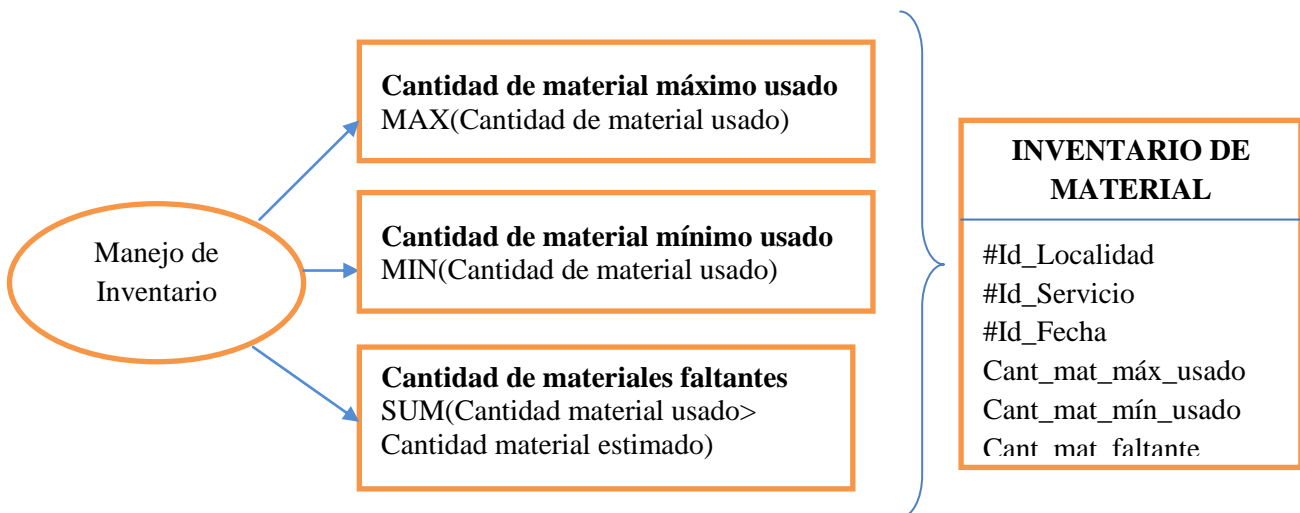 Manejo de
Inventario
Cantidad de material máximo usado
MAX(Cantidad de material usado)
Cantidad de material mínimo usado
MIN(Cantidad de material usado)
Cantidad de materiales faltantes
SUM(Cantidad material usado>
Cantidad material estimado)
INVENTARIO DE
MATERIAL
#Id_Localidad
#Id_Servicio
#Id_Fecha
Cant_mat_máx_usado
Cant_mat_mín_usado
Cant_mat_faltante